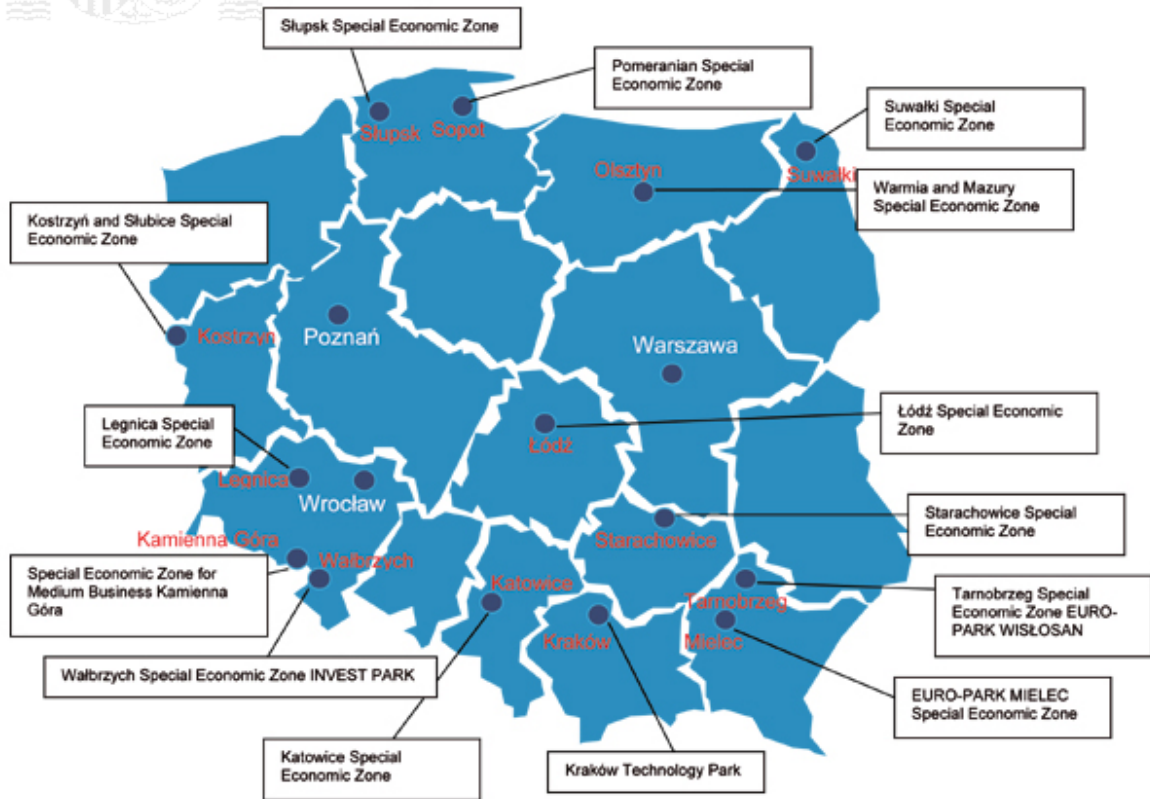 Słupsk Special Economic Zone
Pomeranian Special
Economic Zone
Suwałki Special
Economic Zone
Słupsk
Sopot
Olsztyn
Suwałki
Warmia and Mazury
Special Economic Zone
Kostrzyń and Słubice Special
Economic Zone
Kostrzyn
Poznań
Warszawa
Legnica Special
Economic Zone
Łódź Special Economic
Zone
Łódź
Legnica
Wrocław
Starachowice Special
Economic Zone
Starachowice
Kamienna Góra
Wałbrzych
Special Economic Zone for
Medium Business Kamienna
Góra
Katowice
Tarnobrzeg
Tarnobrzeg Special
Economic Zone EURO-
PARK WISŁOSAN
Kraków
Mielec
Wałbrzych Special Economic Zone INVEST PARK
EURO-PARK MIELEC
Special Economic Zone
Katowice Special
Economic Zone
Kraków Technology Park